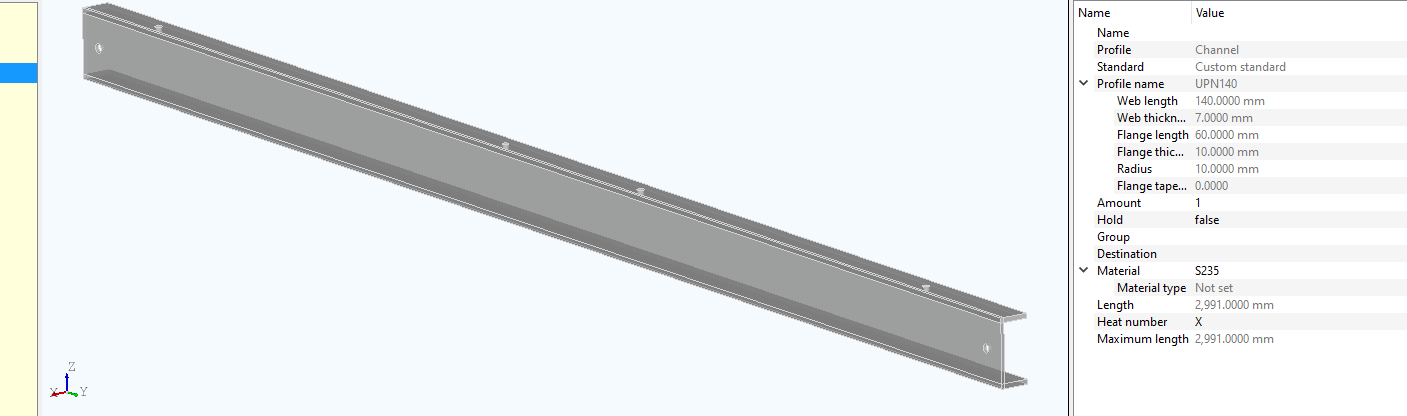 Name Value
Name
Profile Channel
Standard Custom standard
Profile name UPN140
Web length 140.0000 mm
Web thickn... 7.0000 mm
Flange length 60.0000 mm
Flange thic... 10.0000 mm
Radius 10.0000 mm
Flange tape... 0.0000
Amount 1
Hold false
Group
Destination
Material S235
Material type Not set
Length 2,991.0000 mm
Heat number X
Maximum length 2,991.0000 mm
Z
X Y